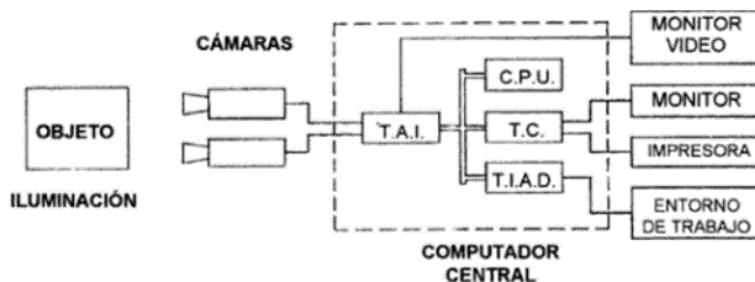 OBJETO
ILUMINACIÓN
CÁMARAS
T.A.I.
C.P.U.
T.C.
T.I.A.D.
COMPUTADOR
CENTRAL
MONITOR
VIDEO
MONITOR
IMPRESORA
ENTORNO
DE TRABAJO